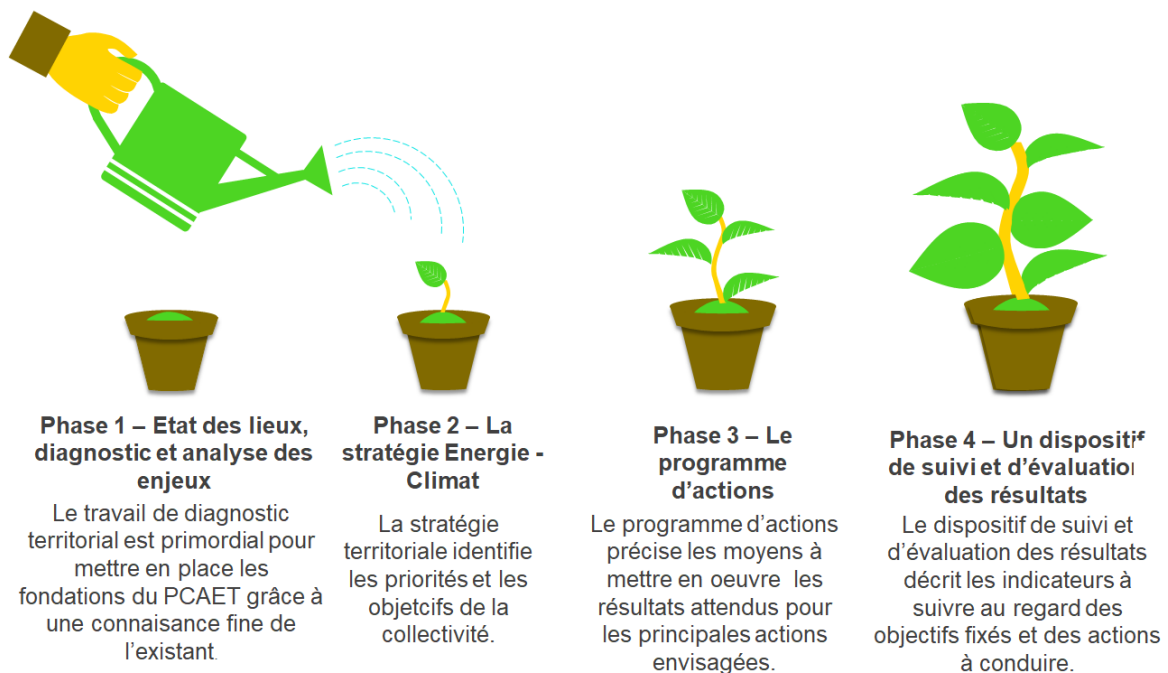 Phase 1 – Etat des lieux,
diagnostic et analyse des
enjeux
Le travail de diagnostic
territorial est primordial pour
mettre en place les
fondations du PCAET grâce à
une connaisance fine de
l'existant.
Phase 2 – La
stratégie Energie -
Climat
La stratégie
territoriale identifie
les priorités et les
objetcifs de la
collectivité.
Phase 3 – Le
programme
d'actions
Le programme d'actions
précise les moyens à
mettre en oeuvre les
résultats attendus pour
les principales actions
envisagées.
Phase 4 – Un dispositif
de suivi et d'évaluation
des résultats
Le dispositif de suivi et
d'évaluation des résultats
décrit les indicateurs à
suivre au regard des
objectifs fixés et des actions
à conduire.